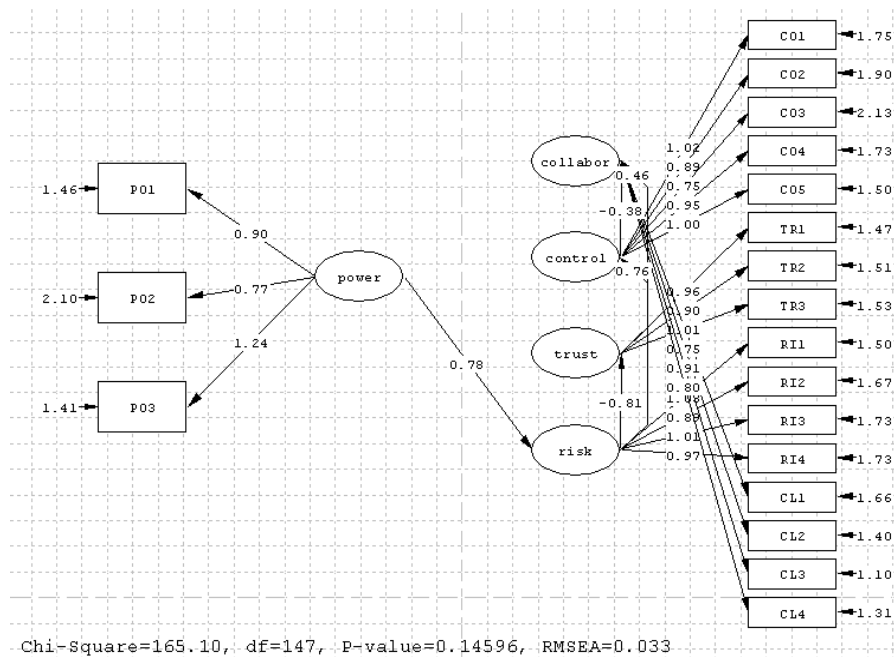 CO1 1.75
CO2 1.90
CO3 2.13
CO4 1.73
CO5 1.50
TR1 1.47
TR2 1.51
TR3 1.53
RI1 1.50
RI2 1.67
RI3 1.73
RI4 1.73
CL1 1.66
CL2 1.40
CL3 1.10
CL4 1.31
1.02
0.89
0.75
0.95
1.00
0.96
0.90
1.01
0.75
0.91
0.80
0.89
1.01
0.97
collabor
control
trust
risk
0.46
-0.38
0.76
-0.81
0.78
power
0.90
0.77
1.24
1.46 PO1
2.10 PO2
1.41 PO3
Chi-Square=165.10, df=147, P-value=0.14596, RMSEA=0.033